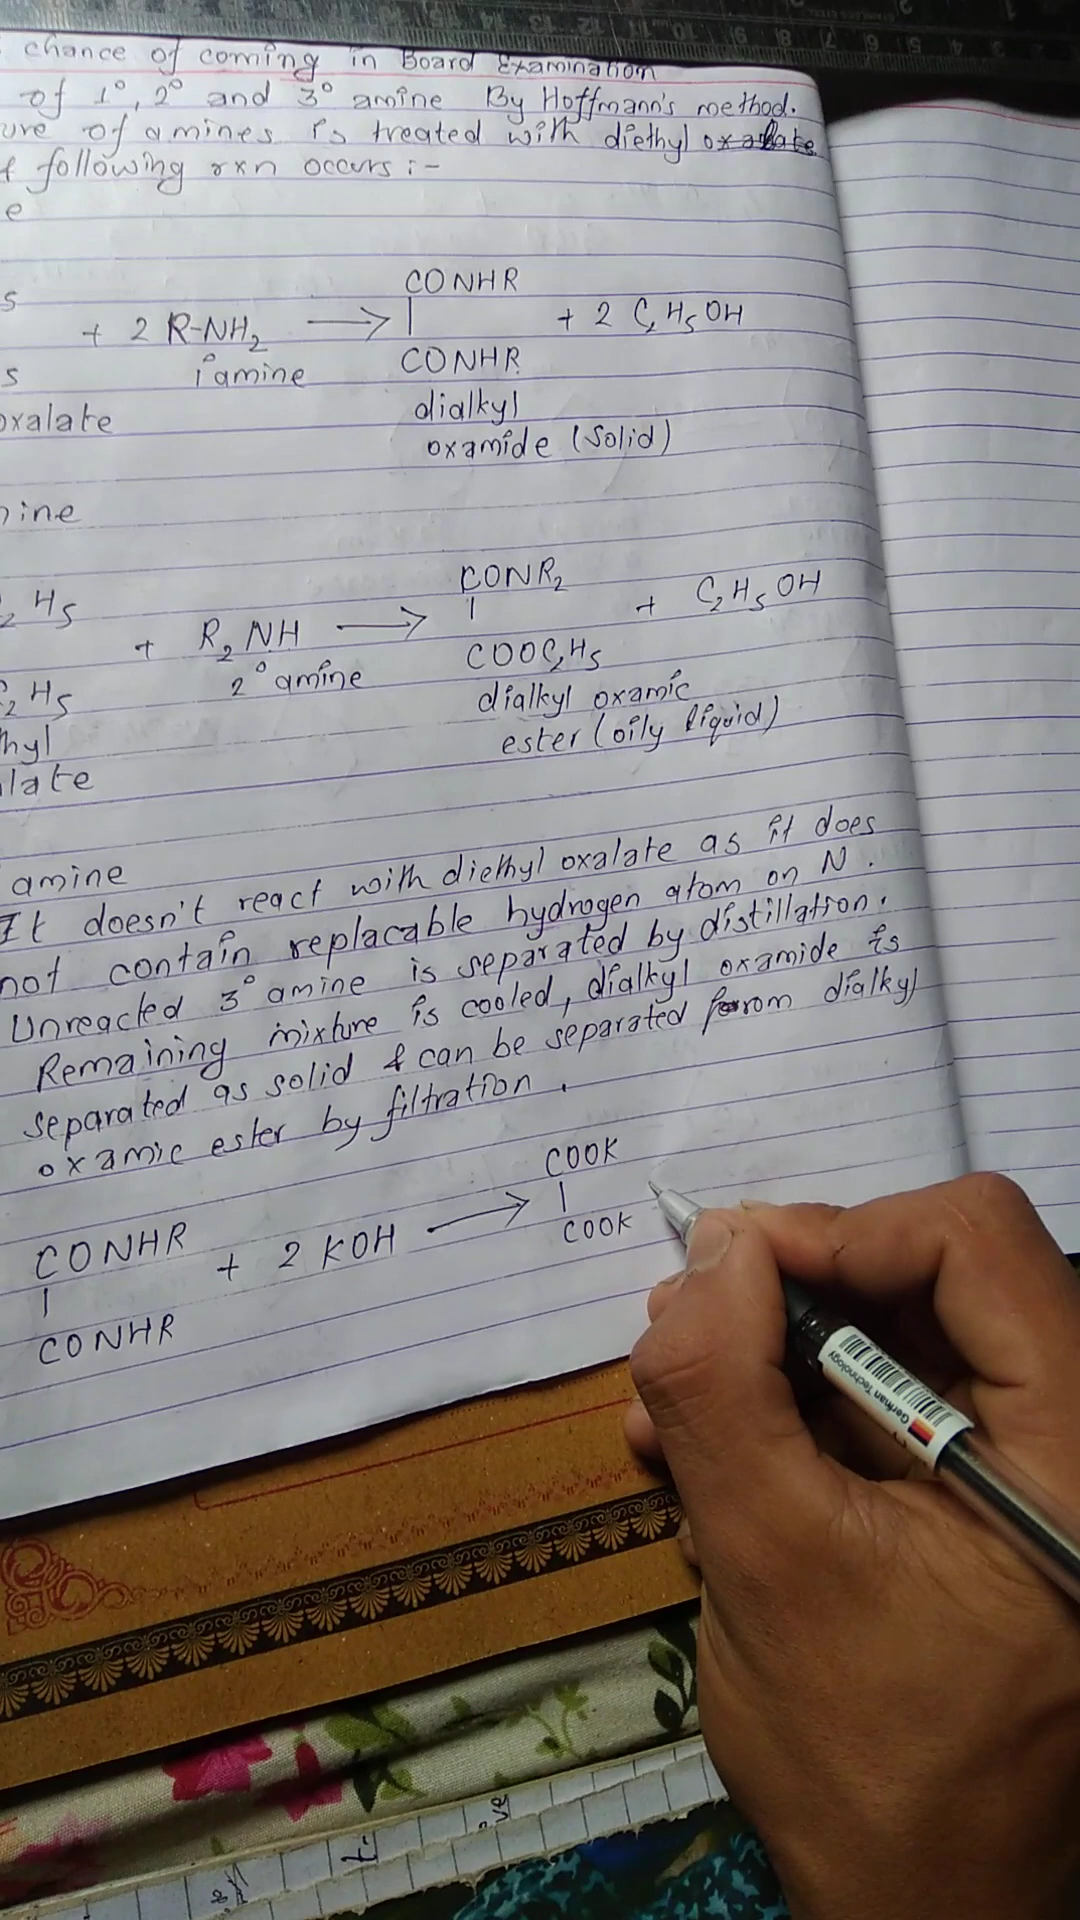 chance of coming in Board Examination
of 1°, 2° and 3° amine By Hoffmann's method.
ure of amines is treated with diethyl oxalate
following rxn occurs :-
e
CONHR
s + 2 R-NH₂ ⟶ | + 2 C₂H₅OH
s 1°amine CONHR
oxalate dialkyl
oxamide (solid)
ine
CONR₂
₂H₅ + R₂NH ⟶ | + C₂H₅OH
2° amine COOC₂H₅
C₂H₅ dialkyl oxamic
hyl ester (oily liquid)
late
amine
It doesn't react with diethyl oxalate as it does
not contain replacable hydrogen atom on N.
Unreacted 3° amine is separated by distillation.
Remaining mixture is cooled, dialkyl oxamide is
separated as solid & can be separated from dialkyl
oxamic ester by filtration.
COOK
CONHR + 2 KOH ⟶ |
| COOK
CONHR
German Technology